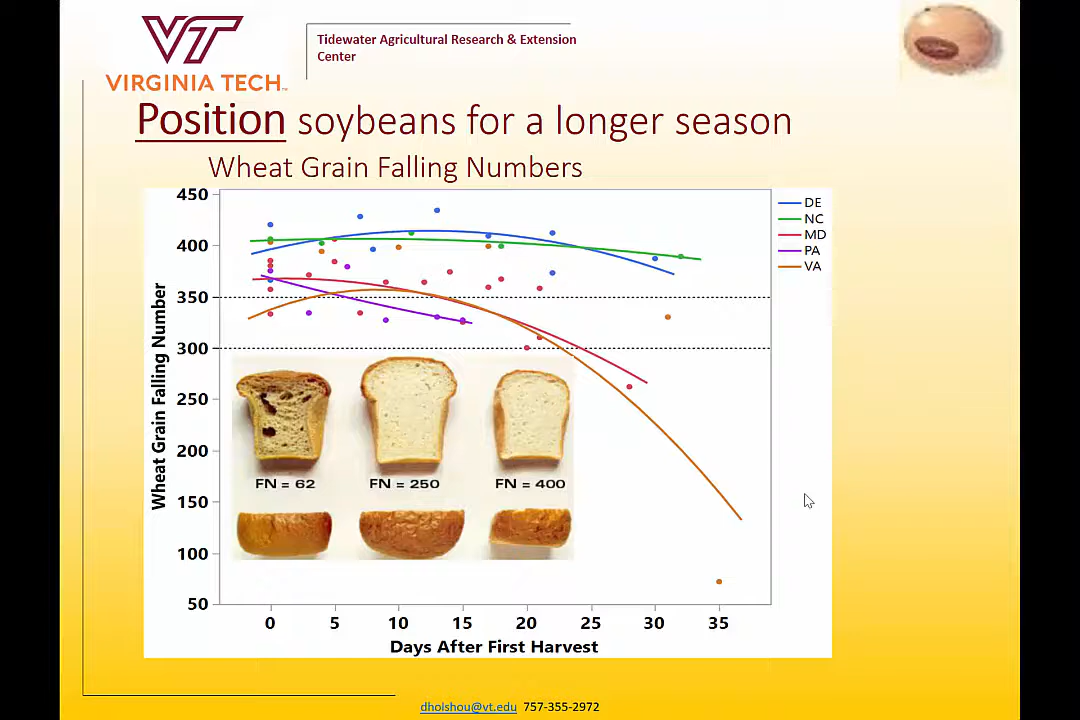 VT
VIRGINIA TECH™
Tidewater Agricultural Research & Extension
Center
Position soybeans for a longer season
Wheat Grain Falling Numbers
450
400
350
300
250
200
150
100
50
Wheat Grain Falling Number
DE
NC
MD
PA
VA
FN = 62
FN = 250
FN = 400
0 5 10 15 20 25 30 35
Days After First Harvest
dholshou@vt.edu 757-355-2972